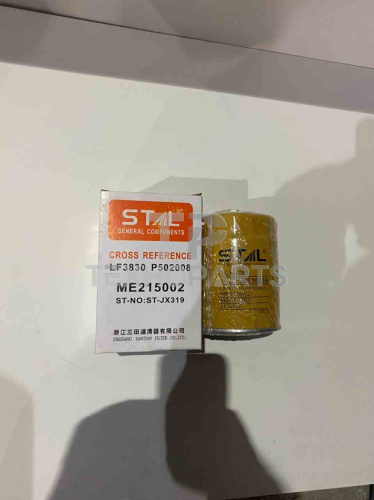 STAL
GENERAL COMPONENTS
CROSS REFERENCE
LF3830 P502008
ME215002
ST-NO:ST-JX319
浙江三田滤清器有限公司
ZHEJIANG SANTIAN FILTER CO.,LTD.
STAL
PARTS